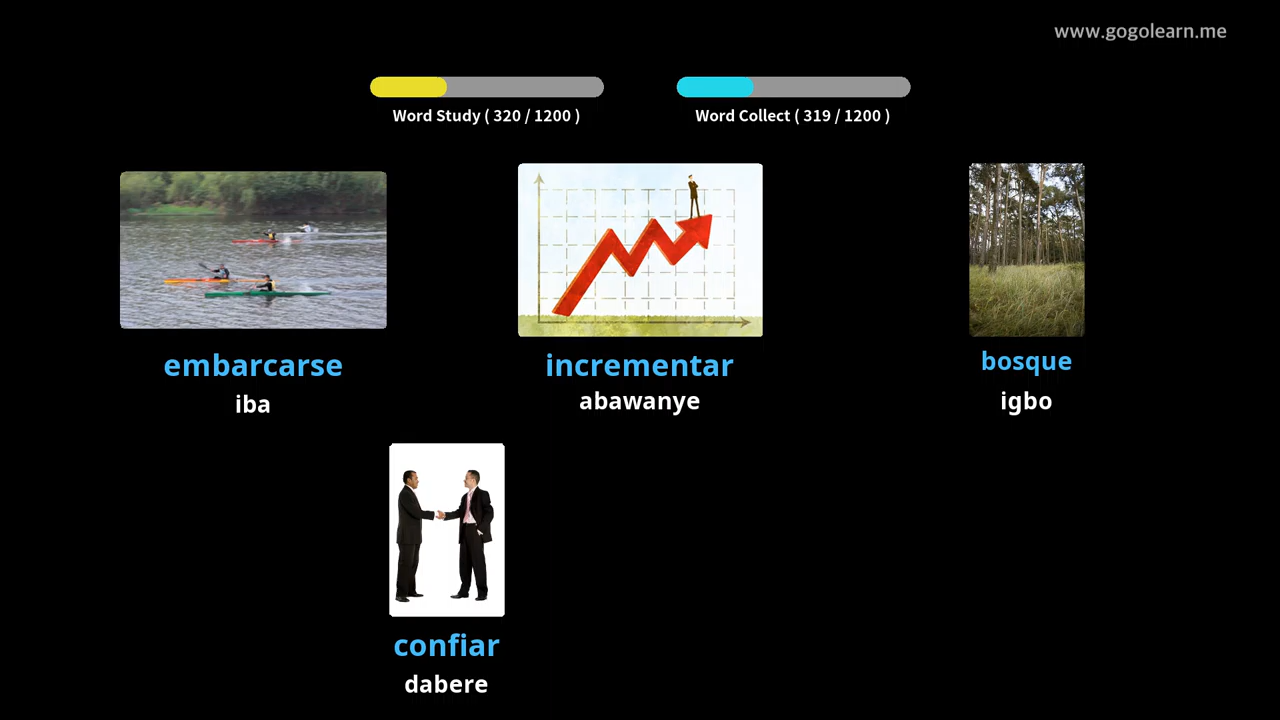 www.gogolearn.me
Word Study ( 320 / 1200 )
Word Collect ( 319 / 1200 )
embarcarse
iba
incrementar
abawanye
bosque
igbo
confiar
dabere